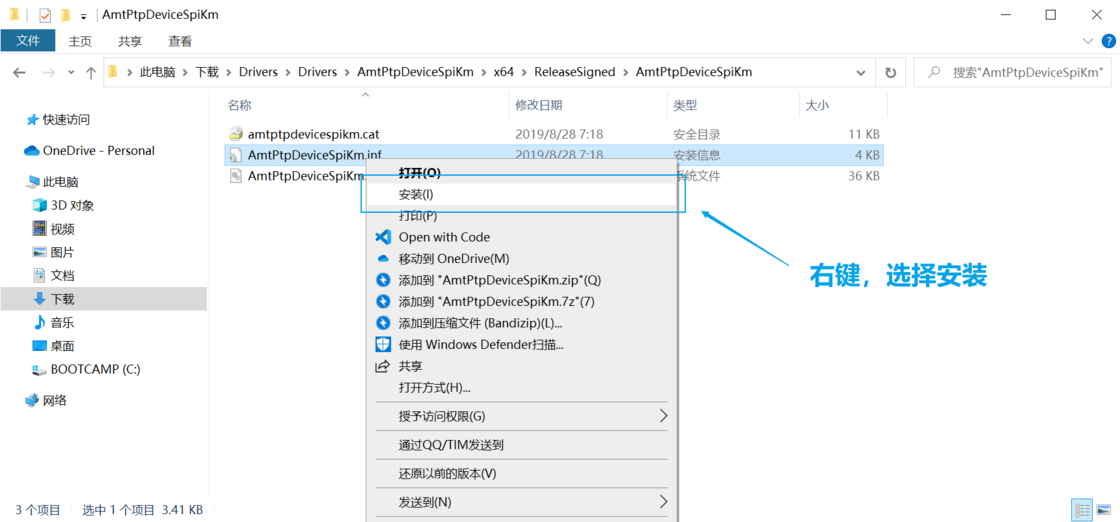 AmtPtpDeviceSpiKm
文件 主页 共享 查看
此电脑 下载 Drivers Drivers AmtPtpDeviceSpiKm x64 ReleaseSigned AmtPtpDeviceSpiKm 搜索"AmtPtpDeviceSpiKm"
名称 修改日期 类型 大小
快速访问
OneDrive - Personal
此电脑
3D 对象
视频
图片
文档
下载
音乐
桌面
BOOTCAMP (C:)
网络
amtptpdevicespikm.cat 2019/8/28 7:18 安全目录 11 KB
AmtPtpDeviceSpiKm.inf 2019/8/28 7:18 安装信息 4 KB
AmtPtpDeviceSpiKm. 系统文件 36 KB
打开(O)
安装(I)
打印(P)
Open with Code
移动到 OneDrive(M)
添加到 "AmtPtpDeviceSpiKm.zip"(Q)
添加到 "AmtPtpDeviceSpiKm.7z"(7)
添加到压缩文件 (Bandizip)(L)...
使用 Windows Defender扫描...
共享
打开方式(H)...
授予访问权限(G)
通过QQ/TIM发送到
还原以前的版本(V)
发送到(N)
右键，选择安装
3 个项目 选中 1 个项目 3.41 KB